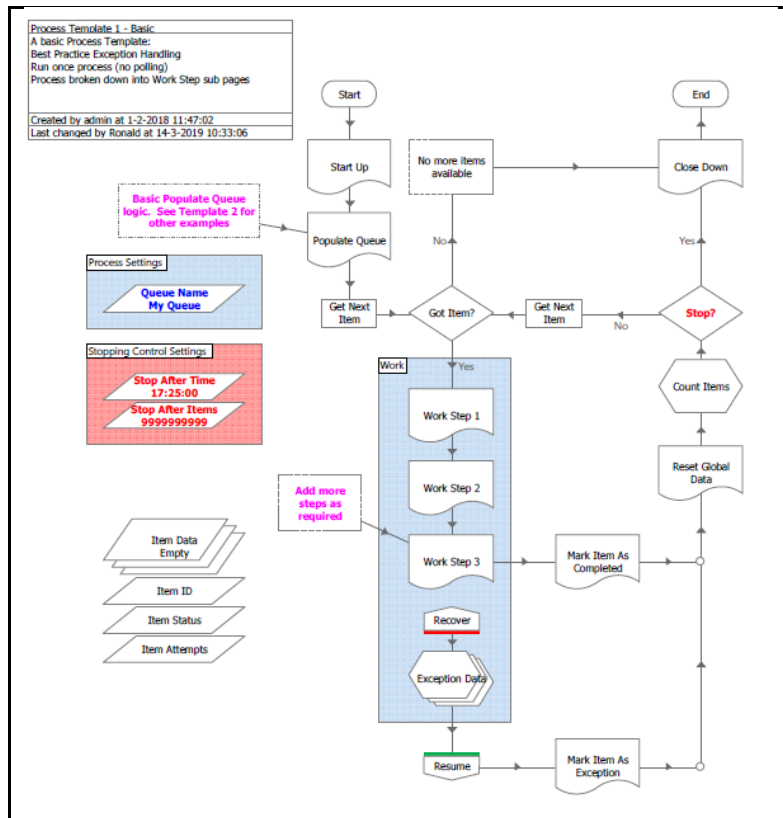 Process Template 1 - Basic
A basic Process Template:
Best Practice Exception Handling
Run once process (no polling)
Process broken down into Work Step sub pages
Created by admin at 1-2-2018 11:47:02
Last changed by Ronald at 14-3-2019 10:33:06
Start
End
Start Up
No more items
available
Close Down
Basic Populate Queue
logic.  See Template 2 for
other examples
Populate Queue
No
Yes
Process Settings
Queue Name
My Queue
Get Next
Item
Got Item?
Get Next
Item
Stop?
No
Stopping Control Settings
Stop After Time
17:25:00
Stop After Items
9999999999
Work
Yes
Count Items
Work Step 1
Work Step 2
Reset Global
Data
Add more
steps as
required
Work Step 3
Mark Item As
Completed
Item Data
Empty
Item ID
Item Status
Item Attempts
Recover
Exception Data
Resume
Mark Item As
Exception